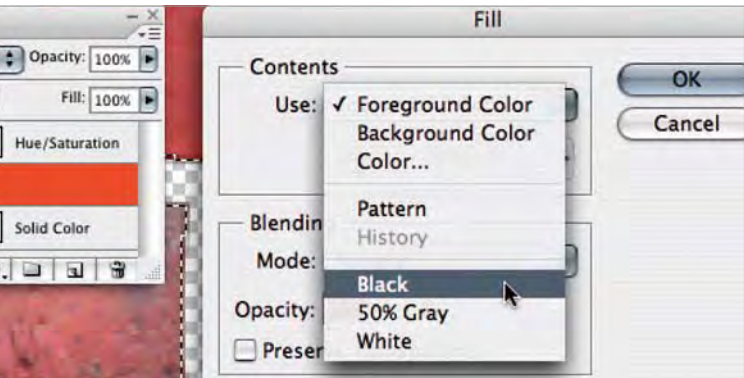 Opacity: 100%
Fill: 100%
Hue/Saturation
Solid Color
Fill
Contents
Use: ✓ Foreground Color
Background Color
Color...
Pattern
History
Black
50% Gray
White
Blendin
Mode:
Opacity:
Preser
OK
Cancel